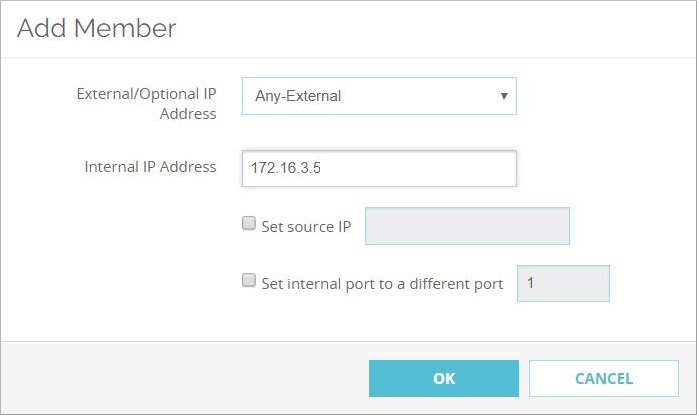 Add Member
External/Optional IP
Address
Any-External
Internal IP Address
172.16.3.5
Set source IP
Set internal port to a different port
1
OK
CANCEL